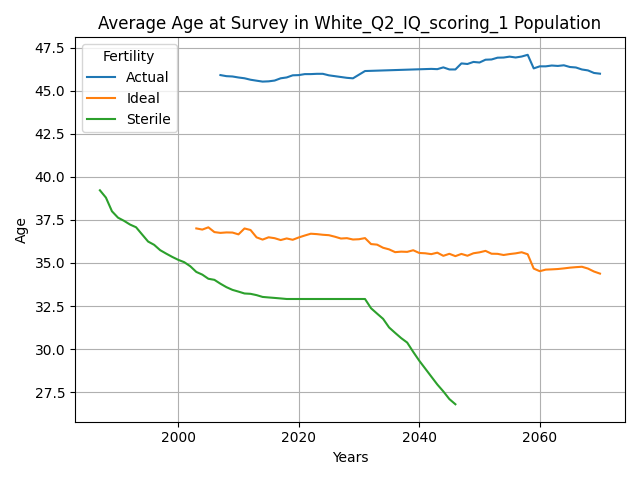 Average Age at Survey in White_Q2_IQ_scoring_1 Population
Fertility
Actual
Ideal
Sterile
47.5
45.0
42.5
40.0
37.5
35.0
32.5
30.0
27.5
Age
2000
2020
2040
2060
Years